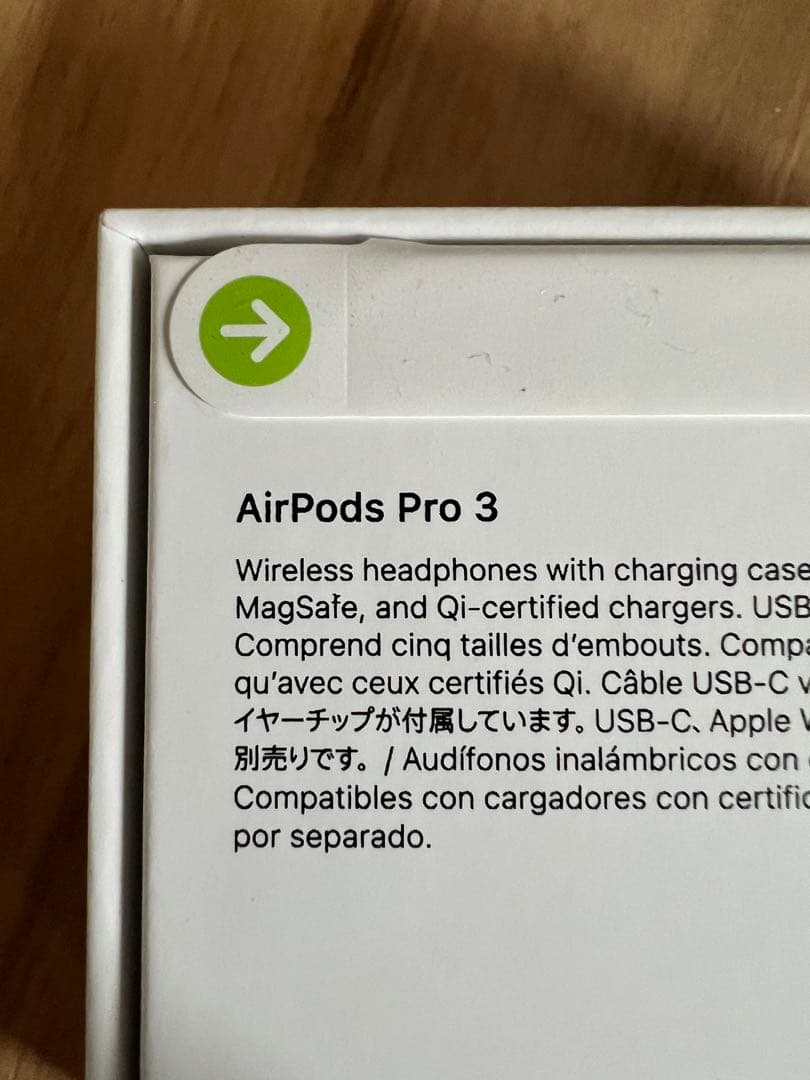 AirPods Pro 3
Wireless headphones with charging case
MagSafe, and Qi-certified chargers. USB
Comprend cinq tailles d’embouts. Compa
qu’avec ceux certifiés Qi. Câble USB-C v
イヤーチップが付属しています。USB-C、Apple W
別売りです。 / Audífonos inalámbricos con
Compatibles con cargadores con certific
por separado.